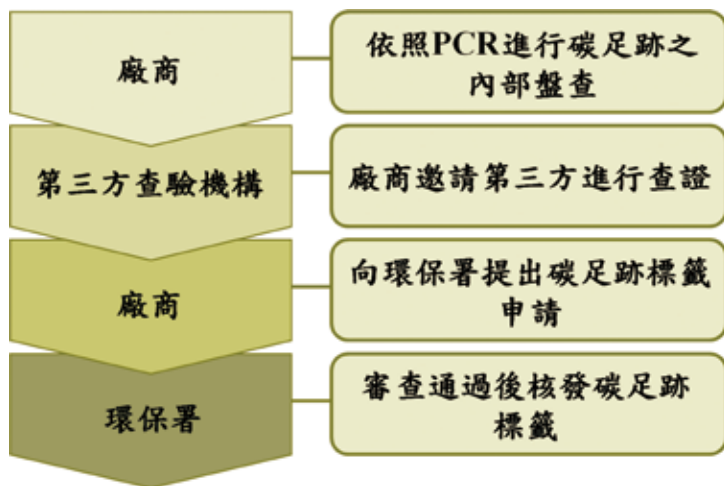 廠商
依照PCR進行碳足跡之
內部盤查
第三方查驗機構
廠商邀請第三方進行查證
廠商
向環保署提出碳足跡標籤
申請
環保署
審查通過後核發碳足跡
標籤